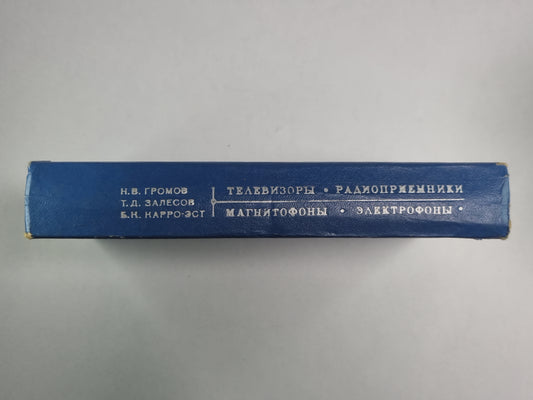 Н.В. ГРОМОВ
Т.Д. ЗАЛЕСОВ
Б.К. КАРРО-ЭСТ
ТЕЛЕВИЗОРЫ • РАДИОПРИЕМНИКИ
МАГНИТОФОНЫ • ЭЛЕКТРОФОНЫ •